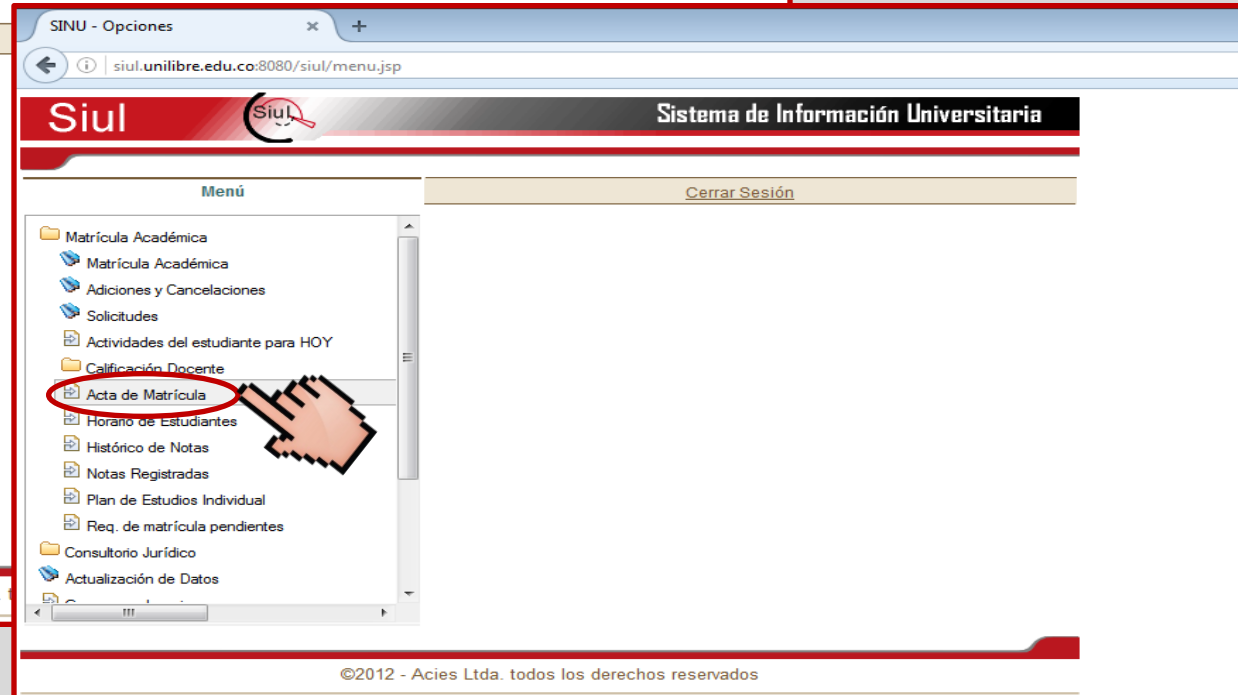 SINU - Opciones
siul.unilibre.edu.co:8080/siul/menu.jsp
Siul
Siul
Sistema de Información Universitaria
Menú
Cerrar Sesión
Matrícula Académica
Matrícula Académica
Adiciones y Cancelaciones
Solicitudes
Actividades del estudiante para HOY
Calificación Docente
Acta de Matrícula
Horario de Estudiantes
Histórico de Notas
Notas Registradas
Plan de Estudios Individual
Req. de matrícula pendientes
Consultorio Jurídico
Actualización de Datos
©2012 - Acies Ltda. todos los derechos reservados